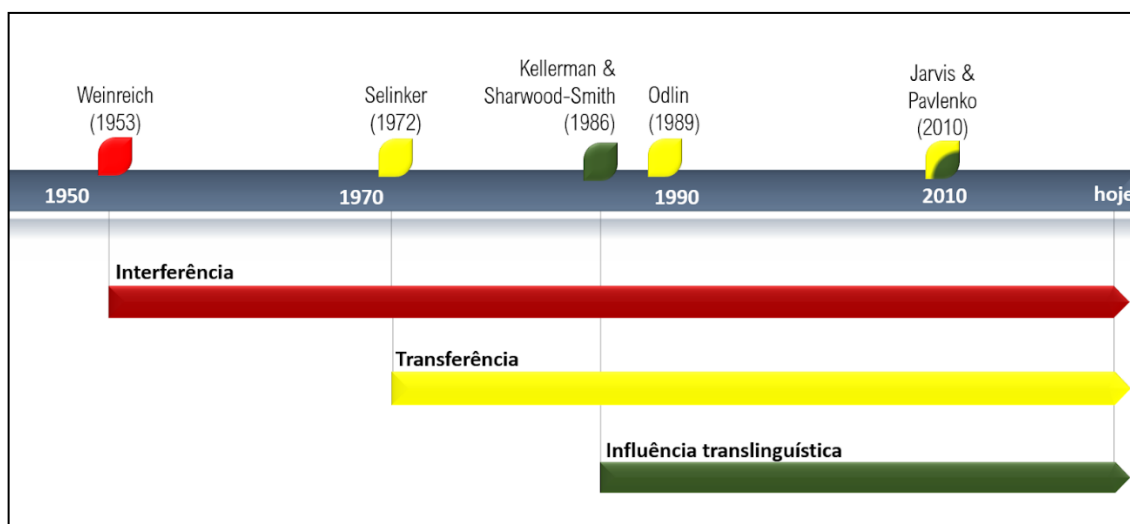 Weinreich
(1953)
Selinker
(1972)
Kellerman &
Sharwood-Smith
(1986)
Odlin
(1989)
Jarvis &
Pavlenko
(2010)
1950
1970
1990
2010
hoje
Interferência
Transferência
Influência translinguística